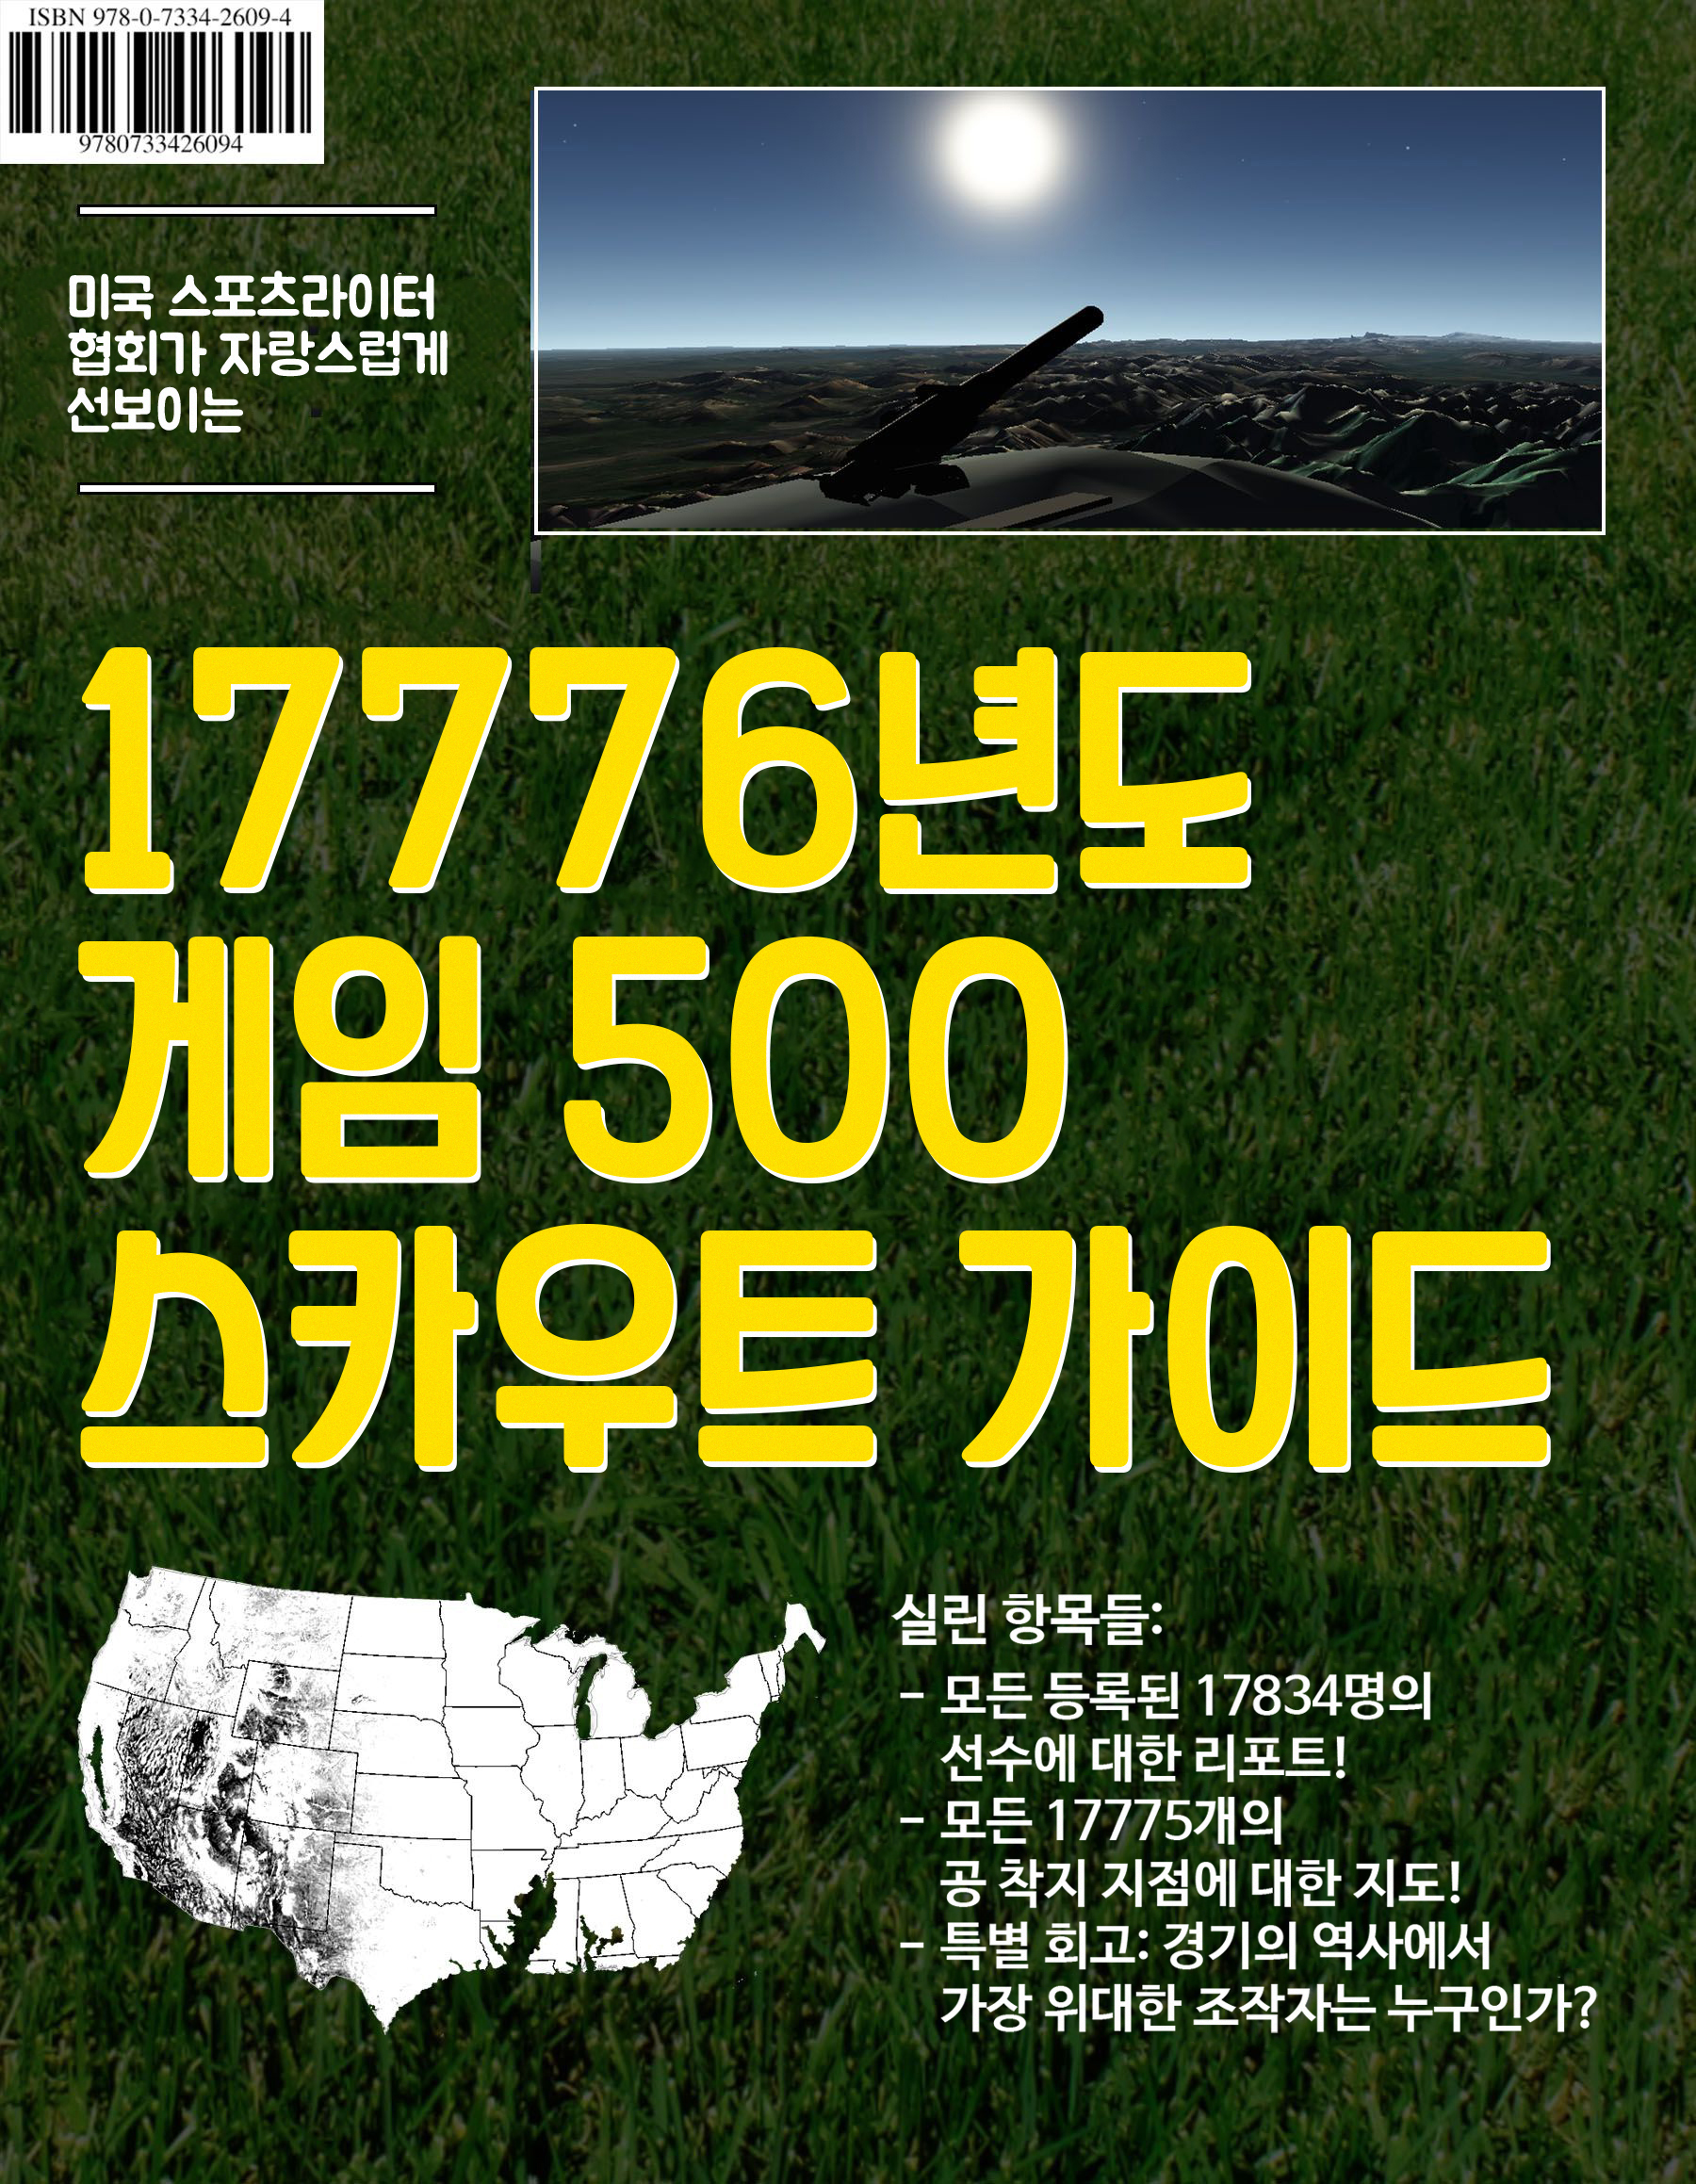 ISBN 978-0-7334-2609-4
9780733426094
미국 스포츠라이터
협회가 자랑스럽게
선보이는
17776년도
게임 500
스카우트 가이드
실린 항목들:
- 모든 등록된 17834명의
선수에 대한 리포트!
- 모든 17775개의
공 착지 지점에 대한 지도!
- 특별 회고: 경기의 역사에서
가장 위대한 조작자는 누구인가?